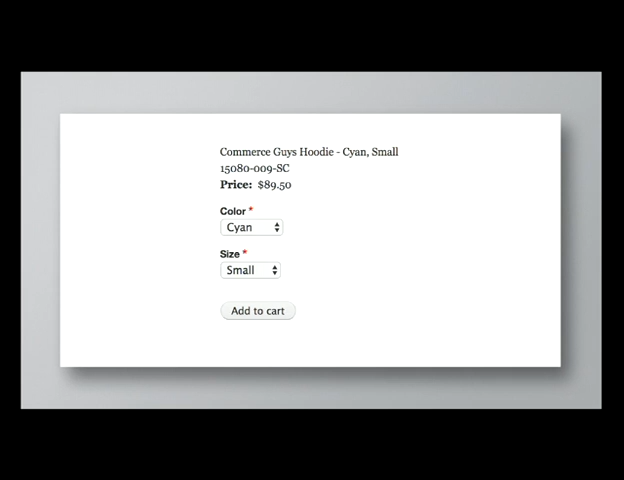 Commerce Guys Hoodie - Cyan, Small
15080-009-SC
Price: $89.50
Color *
Cyan
Size *
Small
Add to cart